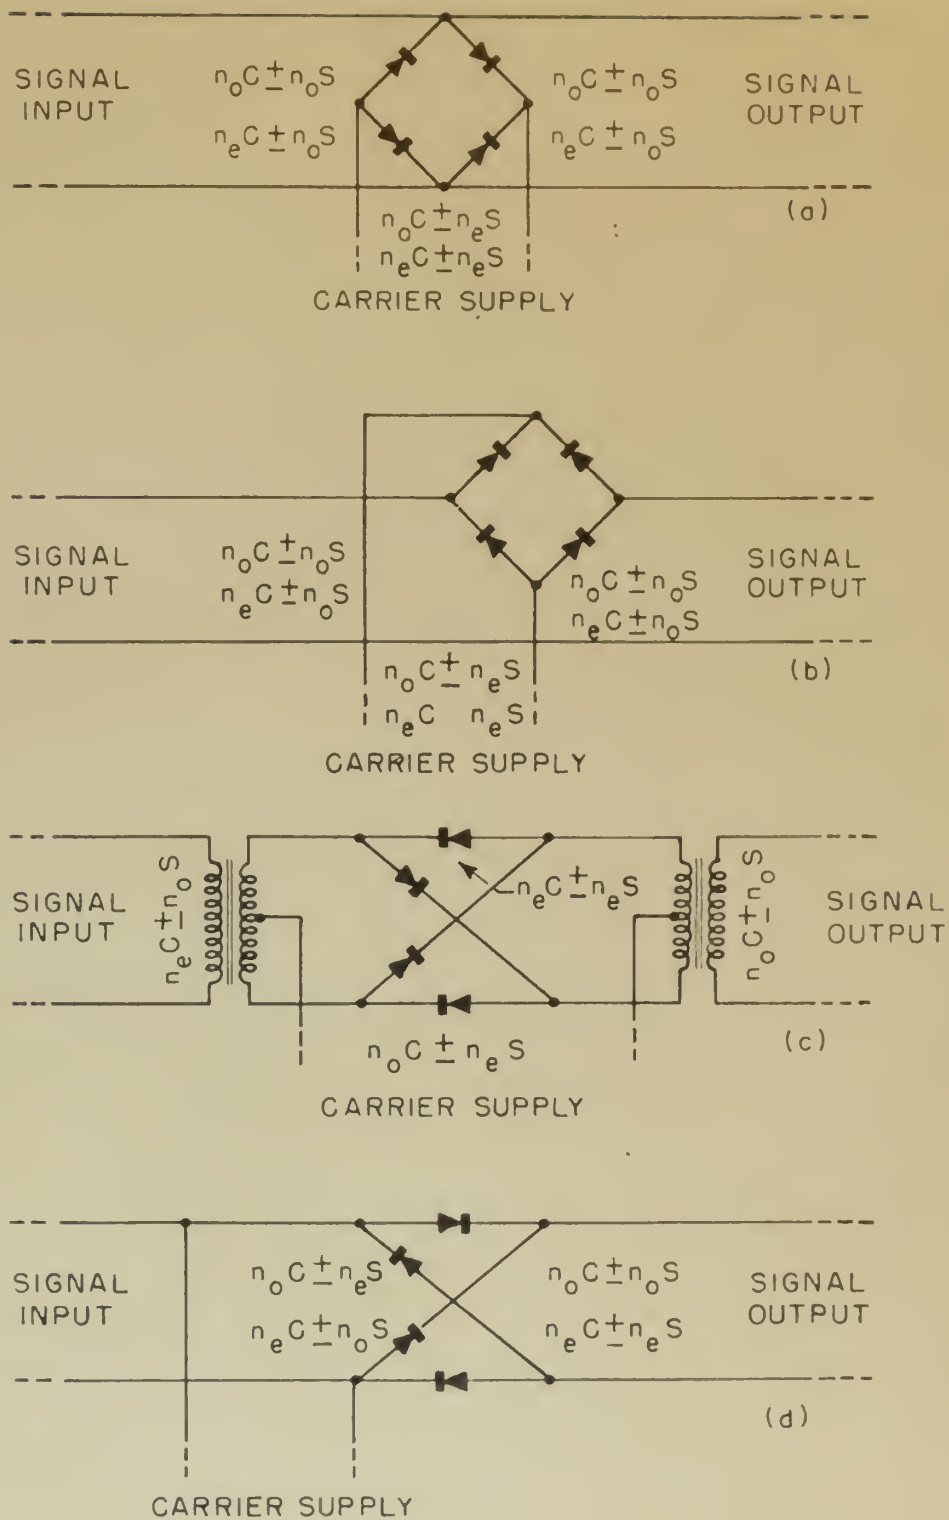 SIGNAL
INPUT
n₀C±n₀S
nₑC±n₀S
n₀C±n₀S
nₑC±n₀S
SIGNAL
OUTPUT
(a)
n₀C±nₑS
nₑC±nₑS
CARRIER SUPPLY
SIGNAL
INPUT
n₀C±n₀S
nₑC±n₀S
n₀C±n₀S
nₑC±n₀S
SIGNAL
OUTPUT
(b)
n₀C±nₑS
nₑC nₑS
CARRIER SUPPLY
SIGNAL
INPUT
nₑC±n₀S
nₑC±nₑS
n₀C±n₀S
SIGNAL
OUTPUT
(c)
n₀C±nₑS
CARRIER SUPPLY
SIGNAL
INPUT
n₀C±nₑS
nₑC±n₀S
n₀C±n₀S
nₑC±nₑS
SIGNAL
OUTPUT
(d)
CARRIER SUPPLY